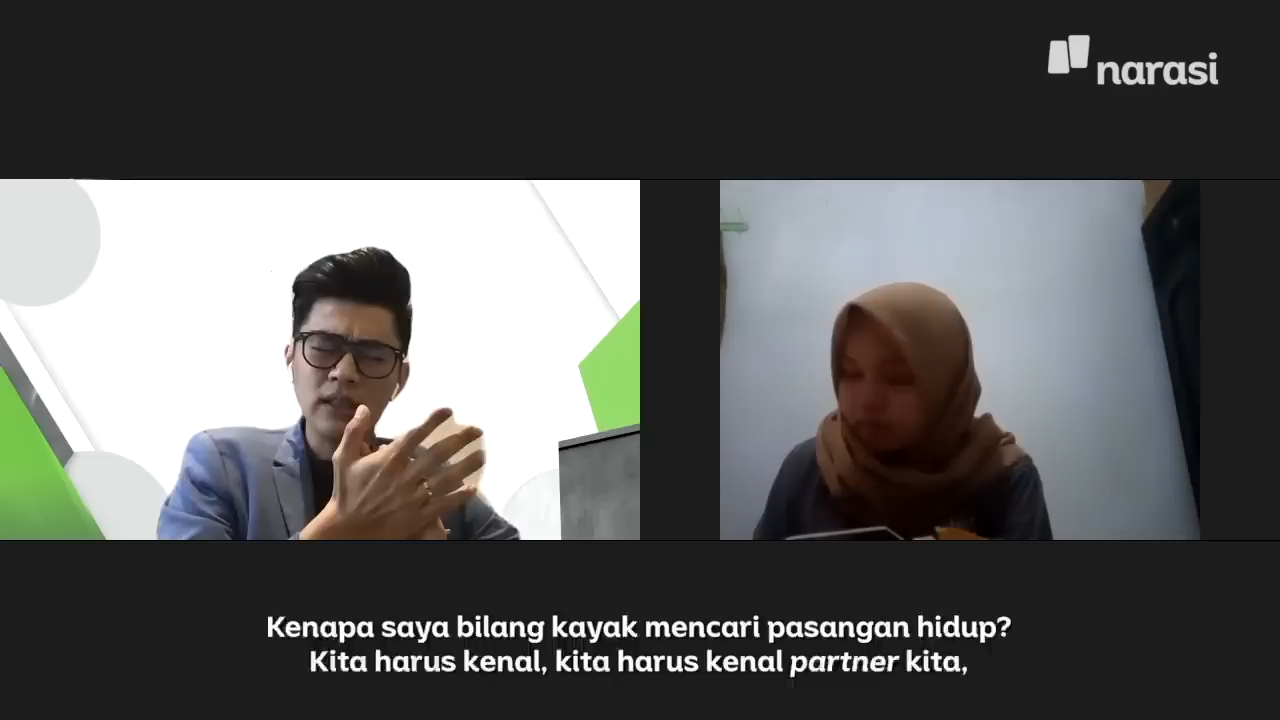 narasi
Kenapa saya bilang kayak mencari pasangan hidup?
Kita harus kenal, kita harus kenal partner kita,